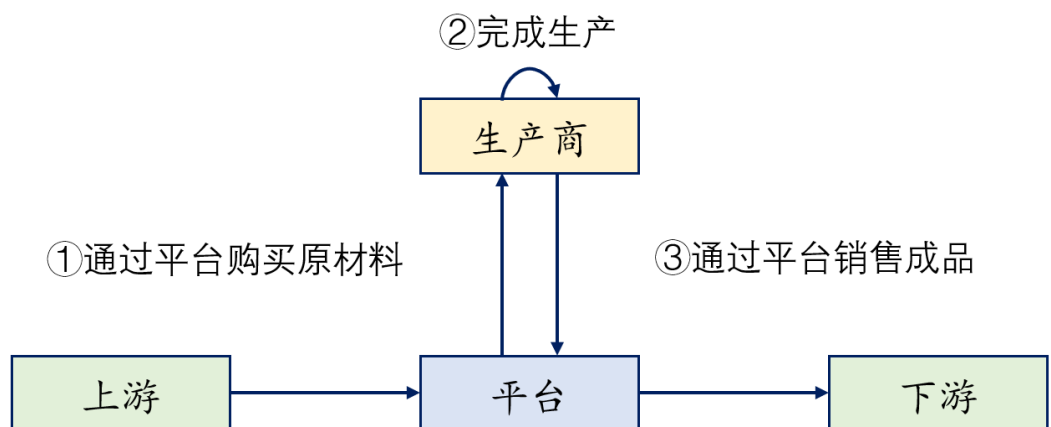 ②完成生产
生产商
①通过平台购买原材料
③通过平台销售成品
上游
平台
下游